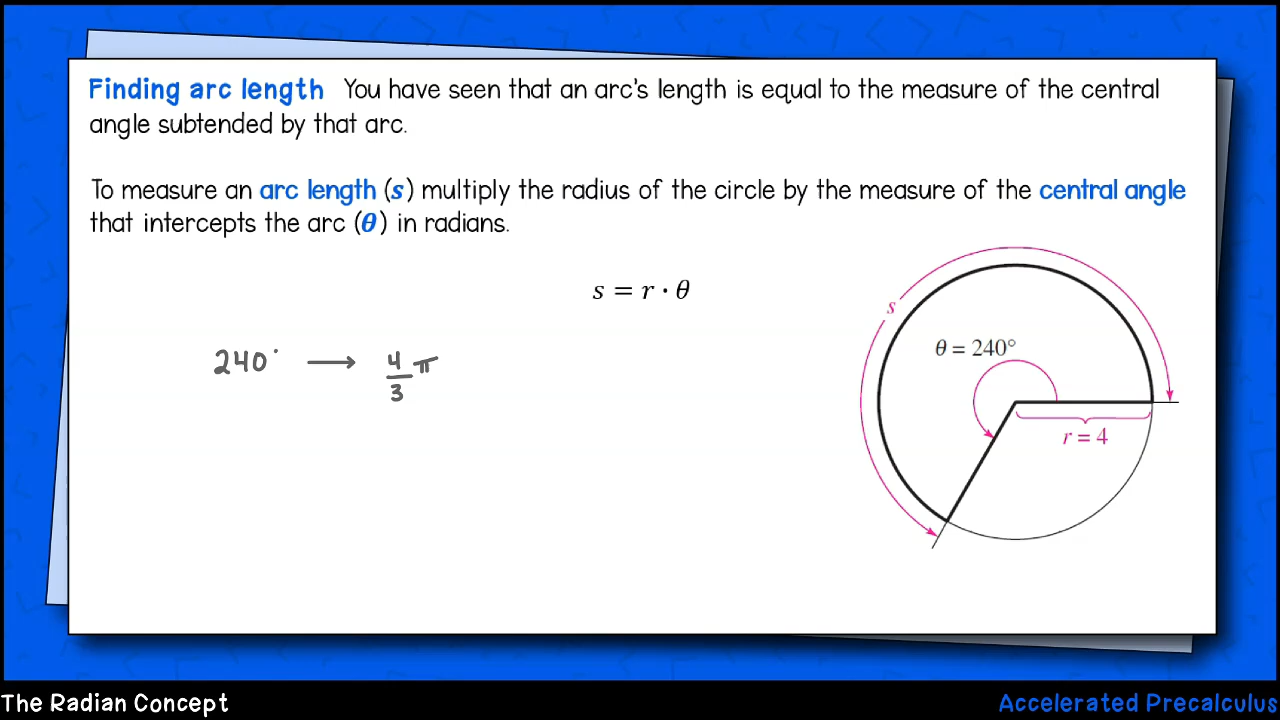 Finding arc length You have seen that an arc's length is equal to the measure of the central
angle subtended by that arc.
To measure an arc length (s) multiply the radius of the circle by the measure of the central angle
that intercepts the arc (θ) in radians.
s = r · θ
240° → 4/3 π
s
θ = 240°
r = 4
The Radian Concept
Accelerated Precalculus